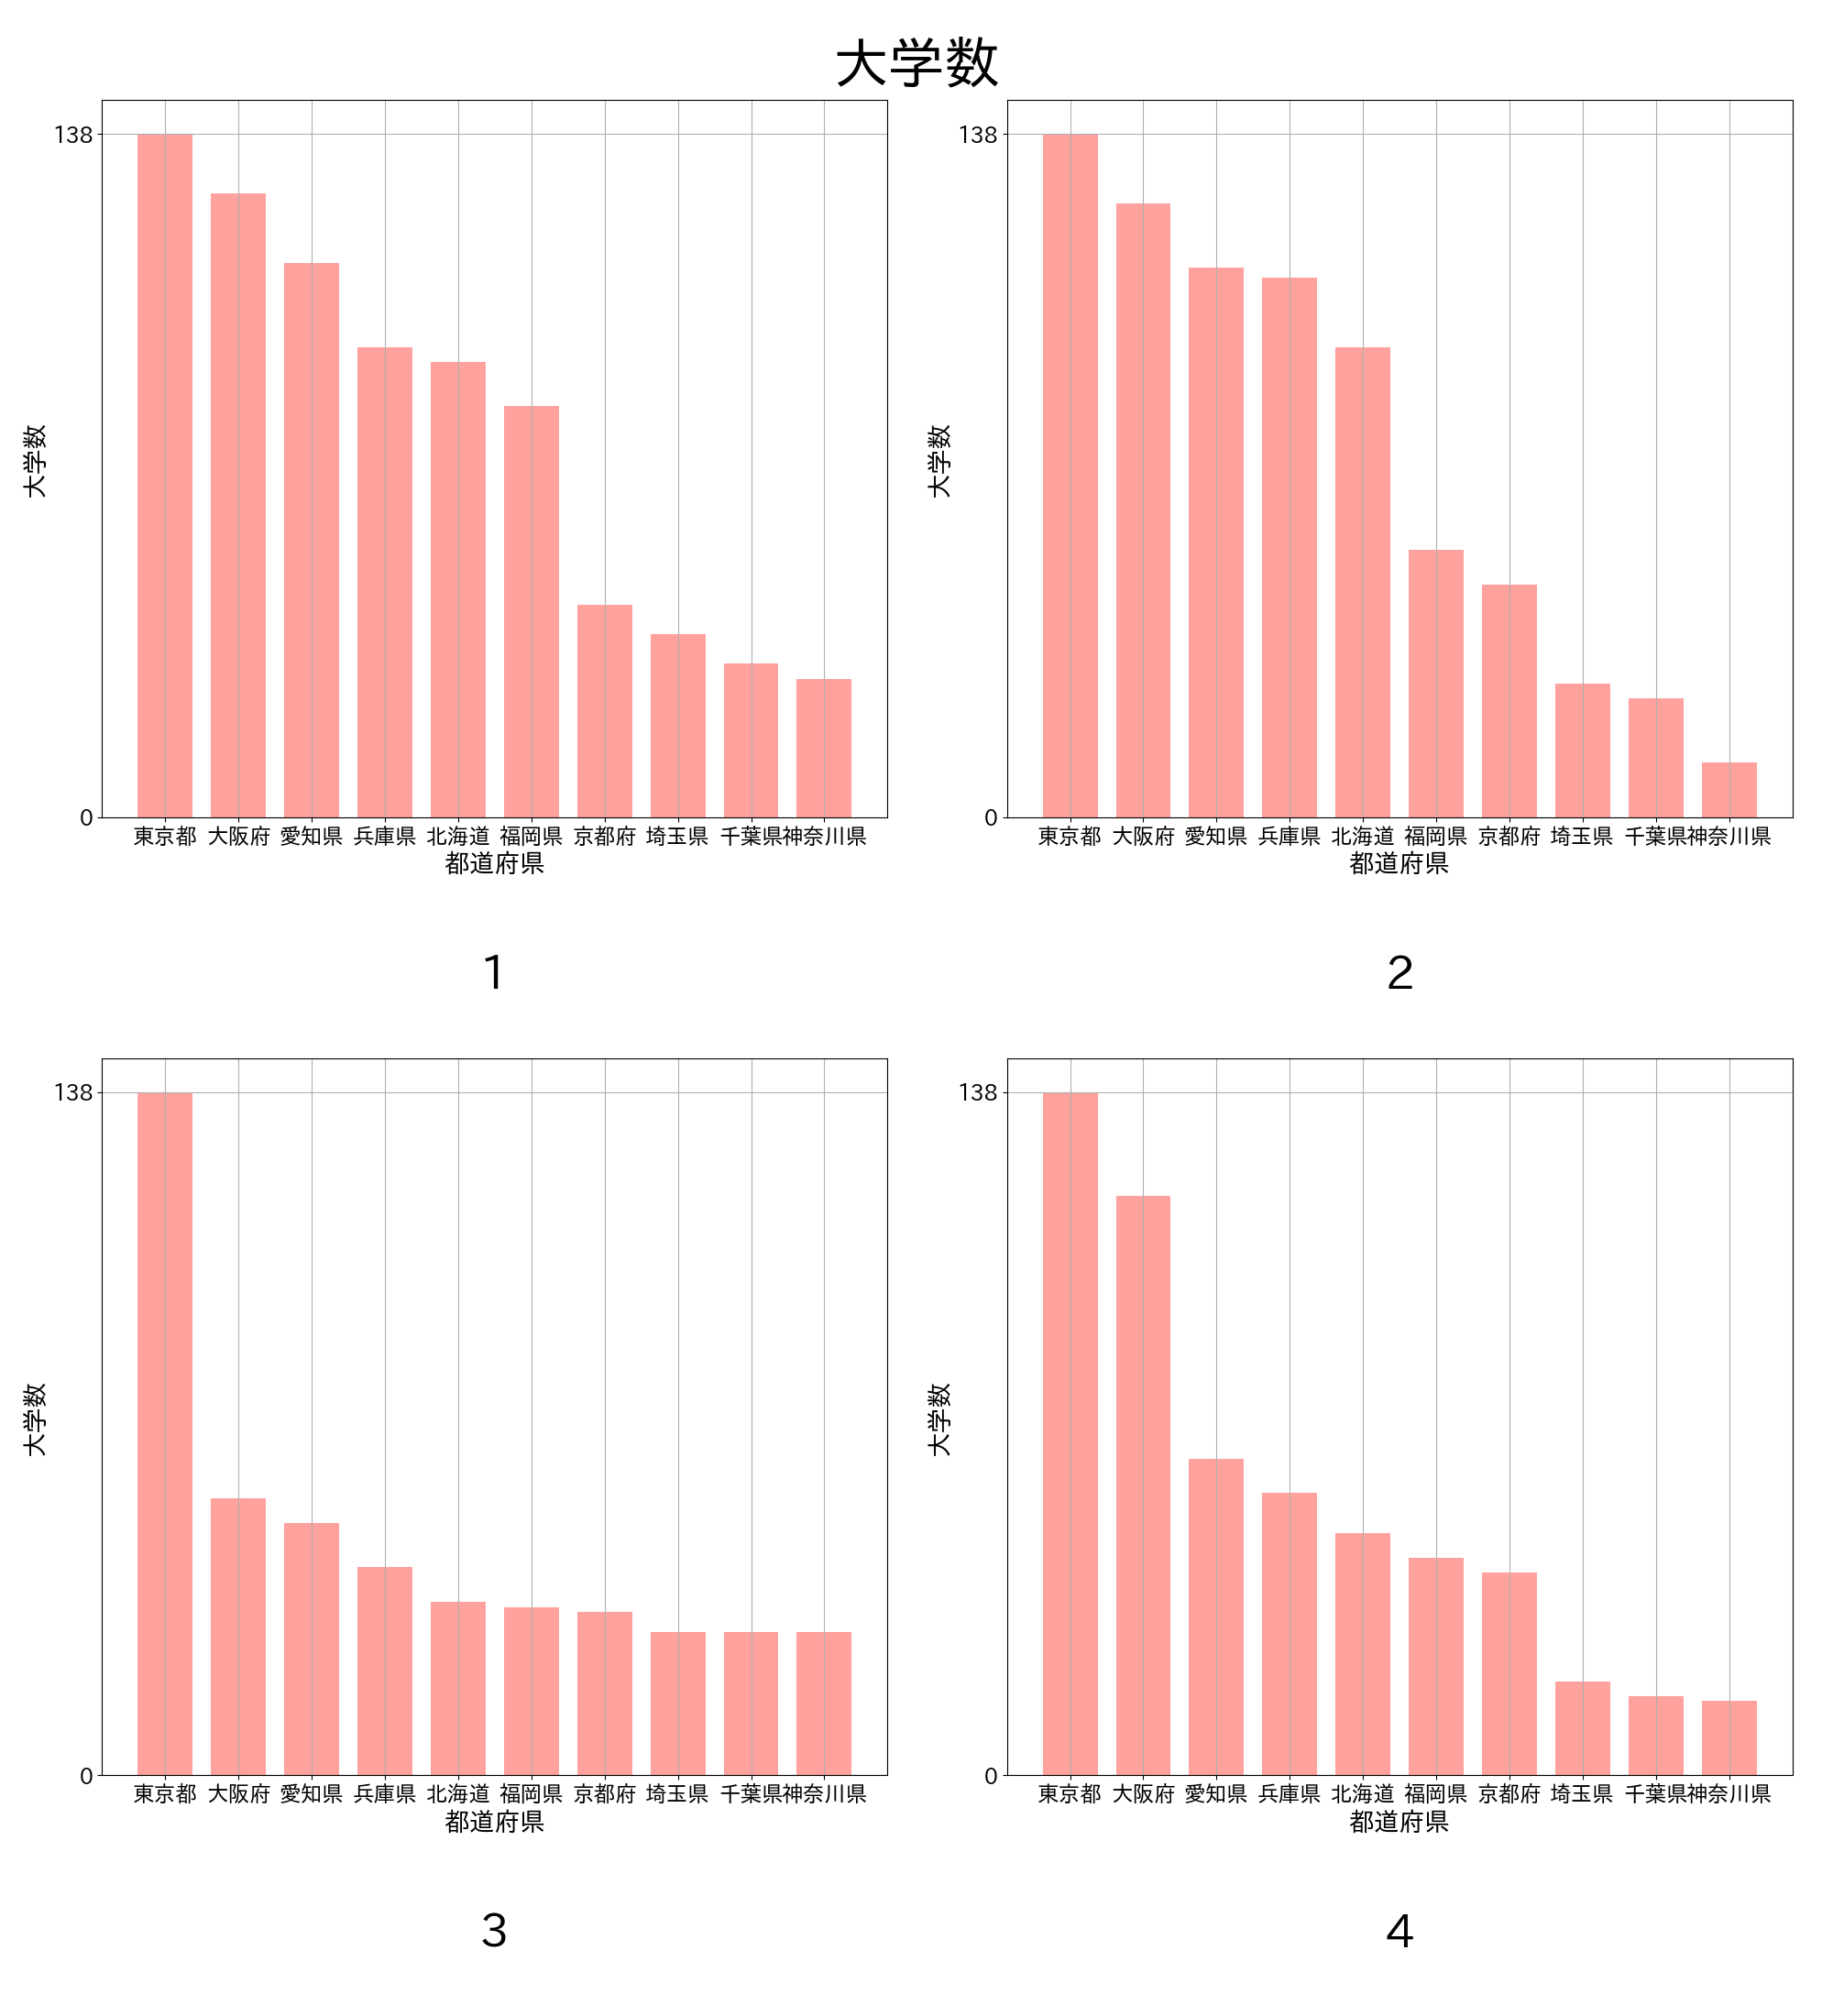 大学数
138
0
大学数
東京都 大阪府 愛知県 兵庫県 北海道 福岡県 京都府 埼玉県 千葉県 神奈川県
都道府県
1
138
0
大学数
東京都 大阪府 愛知県 兵庫県 北海道 福岡県 京都府 埼玉県 千葉県 神奈川県
都道府県
2
138
0
大学数
東京都 大阪府 愛知県 兵庫県 北海道 福岡県 京都府 埼玉県 千葉県 神奈川県
都道府県
3
138
0
大学数
東京都 大阪府 愛知県 兵庫県 北海道 福岡県 京都府 埼玉県 千葉県 神奈川県
都道府県
4